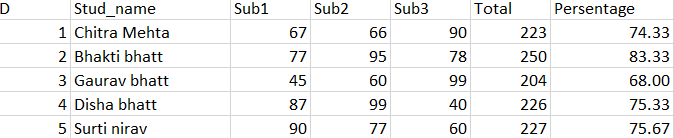 D Stud_name Sub1 Sub2 Sub3 Total Persentage
1 Chitra Mehta 67 66 90 223 74.33
2 Bhakti bhatt 77 95 78 250 83.33
3 Gaurav bhatt 45 60 99 204 68.00
4 Disha bhatt 87 99 40 226 75.33
5 Surti nirav 90 77 60 227 75.67